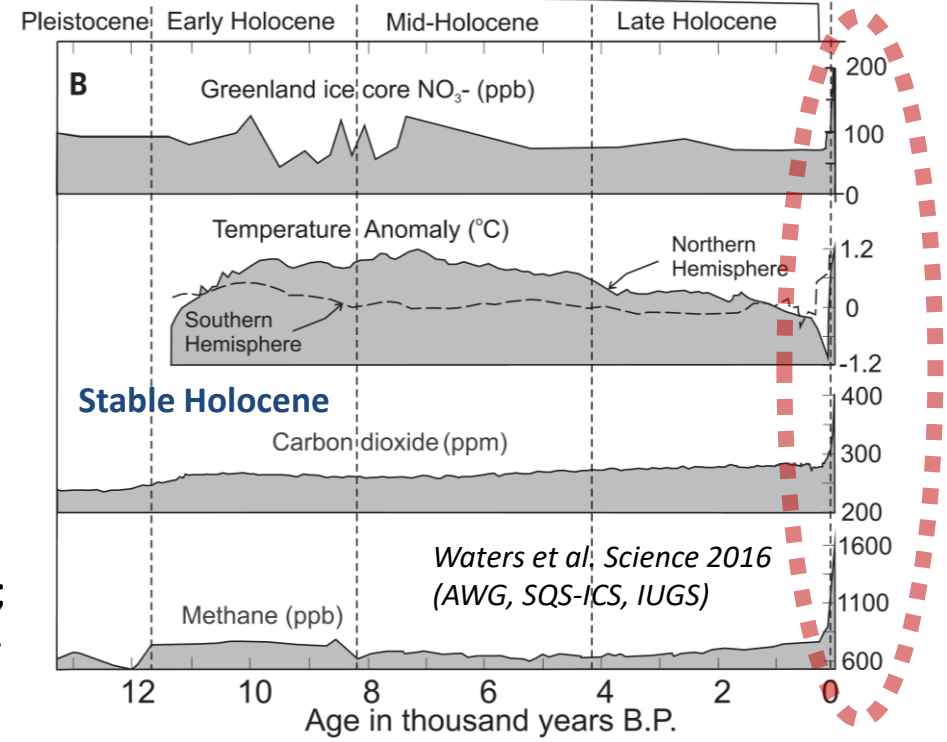 Pleistocene Early Holocene Mid-Holocene Late Holocene
B
Greenland ice core NO₃- (ppb)
200
100
0
Temperature Anomaly (°C)
Northern
Hemisphere
Southern
Hemisphere
1.2
0
-1.2
Stable Holocene
Carbon dioxide (ppm)
400
300
200
Waters et al. Science 2016
(AWG, SQS-ICS, IUGS)
Methane (ppb)
1600
1100
600
12 10 8 6 4 2 0
Age in thousand years B.P.